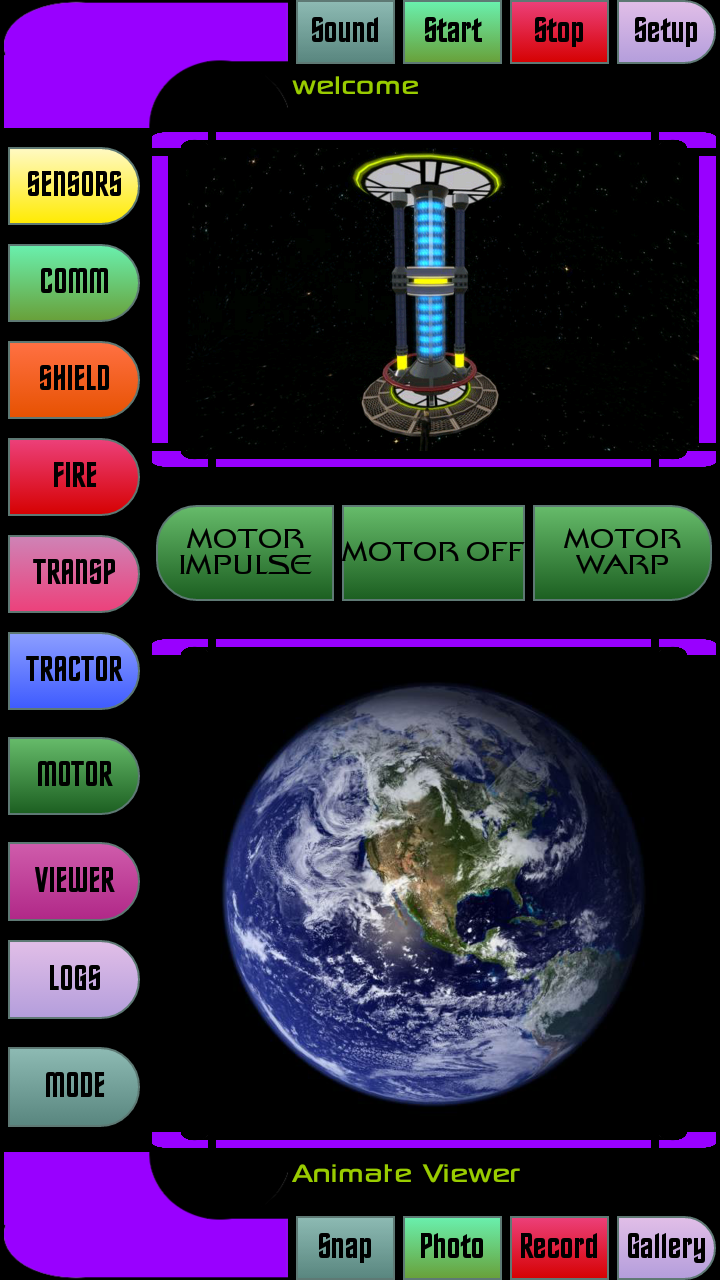 Sound
Start
Stop
Setup
welcome
SENSORS
COMM
SHIELD
FIRE
TRANSP
TRACTOR
MOTOR
VIEWER
LOGS
MODE
MOTOR
IMPULSE
MOTOR OFF
MOTOR
WARP
Animate Viewer
Snap
Photo
Record
Gallery